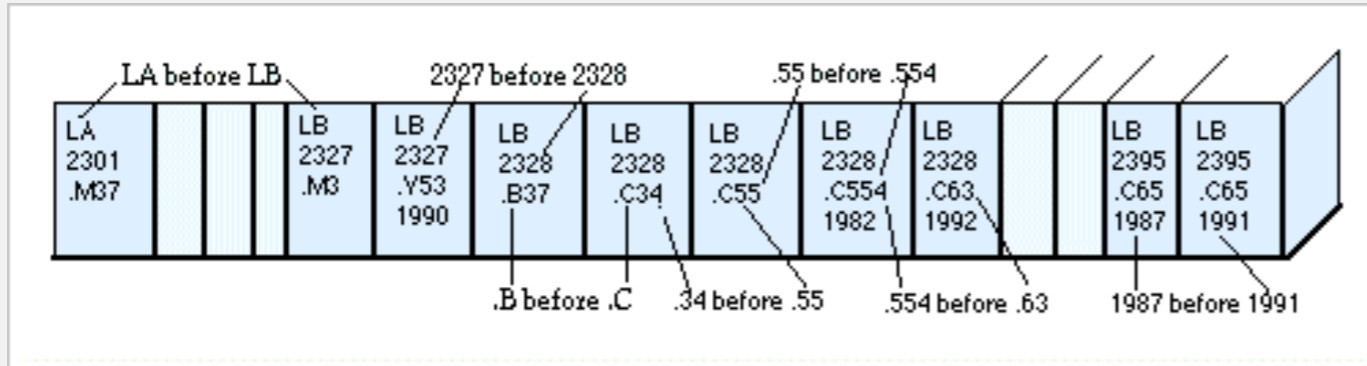 LA before LB
2327 before 2328
.55 before .554
LA
2301
.M37
LB
2327
.M3
LB
2327
.Y53
1990
LB
2328
.B37
LB
2328
.C34
LB
2328
.C55
LB
2328
.C554
1982
LB
2328
.C63
1992
LB
2395
.C65
1987
LB
2395
.C65
1991
.B before .C
.34 before .55
.554 before .63
1987 before 1991